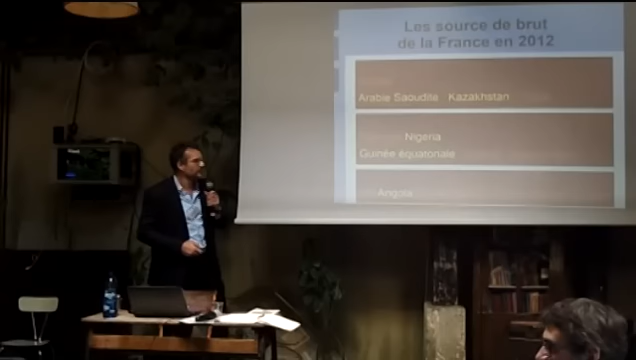 Les source de brut
de la France en 2012
Arabie Saoudite Kazakhstan
Nigeria
Guinée équatoriale
Angola